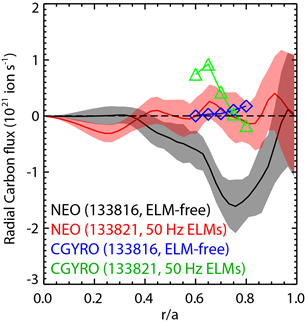 Radial Carbon flux (10²¹ ion s⁻¹)
2
1
0
-1
-2
-3
NEO (133816, ELM-free)
NEO (133821, 50 Hz ELMs)
CGYRO (133816, ELM-free)
CGYRO (133821, 50 Hz ELMs)
0.0 0.2 0.4 0.6 0.8 1.0
r/a